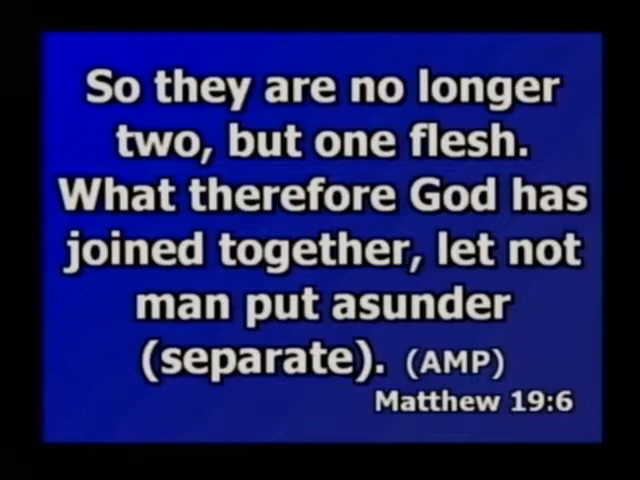 So they are no longer
two, but one flesh.
What therefore God has
joined together, let not
man put asunder
(separate). (AMP)
Matthew 19:6